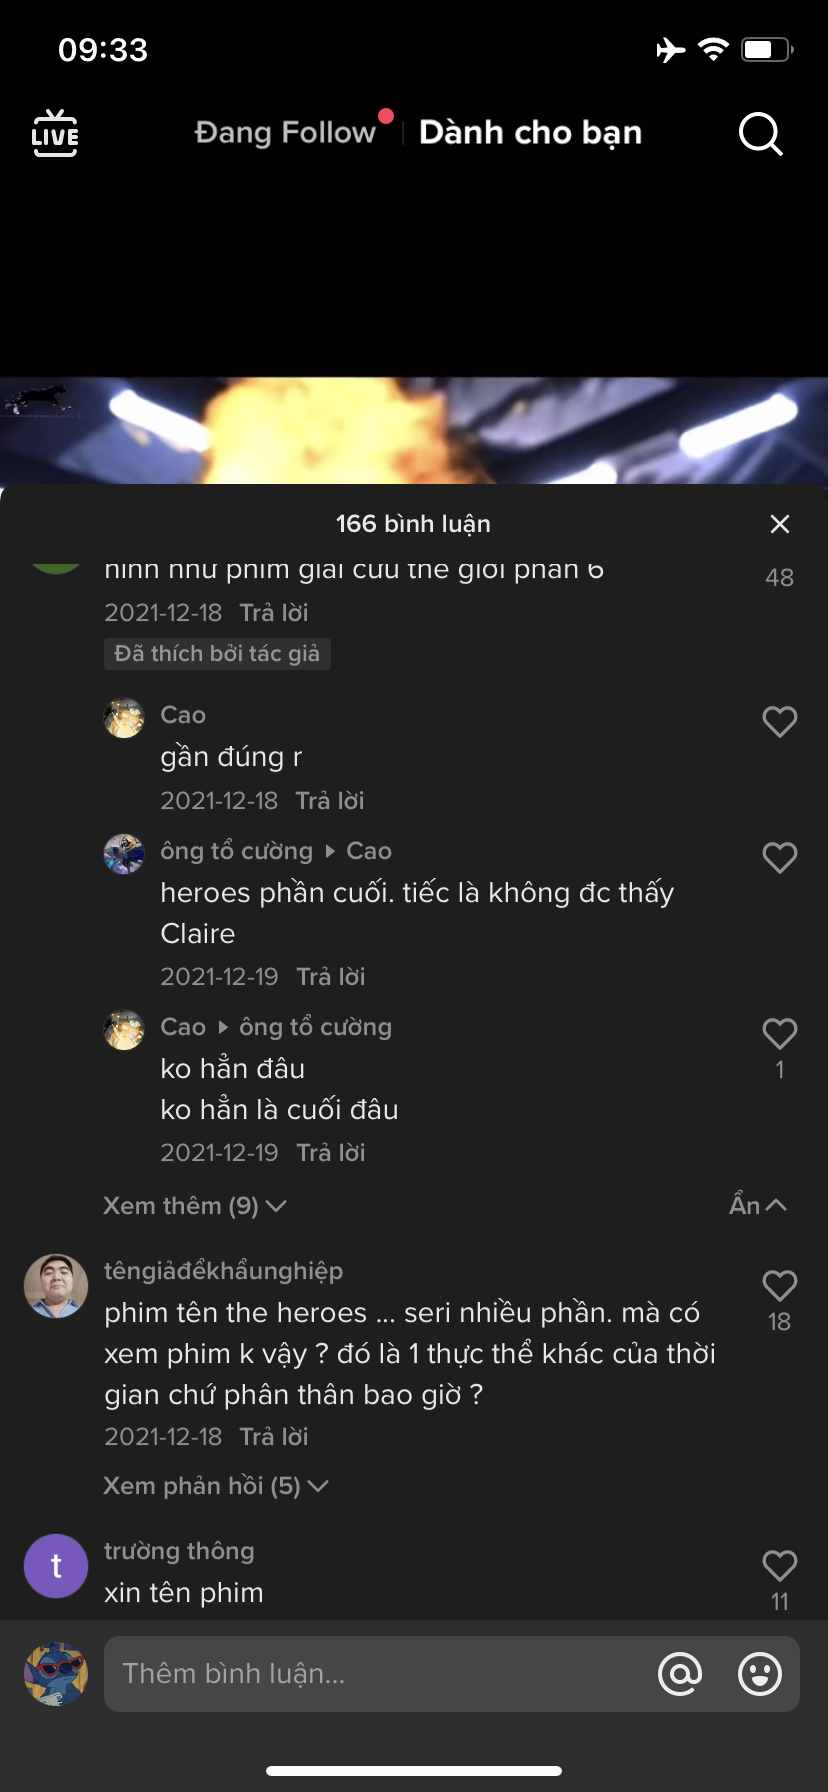 09:33
LIVE
Đang Follow
Dành cho bạn
166 bình luận
hình như phim giải cứu thế giới phần 6
48
2021-12-18 Trả lời
Đã thích bởi tác giả
Cao
gần đúng r
2021-12-18 Trả lời
ông tổ cường ▸ Cao
heroes phần cuối. tiếc là không đc thấy
Claire
2021-12-19 Trả lời
Cao ▸ ông tổ cường
ko hẳn đâu
1
ko hẳn là cuối đâu
2021-12-19 Trả lời
Xem thêm (9)
Ẩn
têngiảđểkhẩunghiệp
phim tên the heroes ... seri nhiều phần. mà có
18
xem phim k vậy ? đó là 1 thực thể khác của thời
gian chứ phân thân bao giờ ?
2021-12-18 Trả lời
Xem phản hồi (5)
t
trường thông
xin tên phim
11
Thêm bình luận...